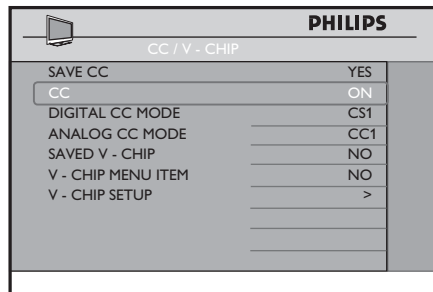 PHILIPS
CC / V - CHIP
SAVE CC YES
CC ON
DIGITAL CC MODE CS1
ANALOG CC MODE CC1
SAVED V - CHIP NO
V - CHIP MENU ITEM NO
V - CHIP SETUP >